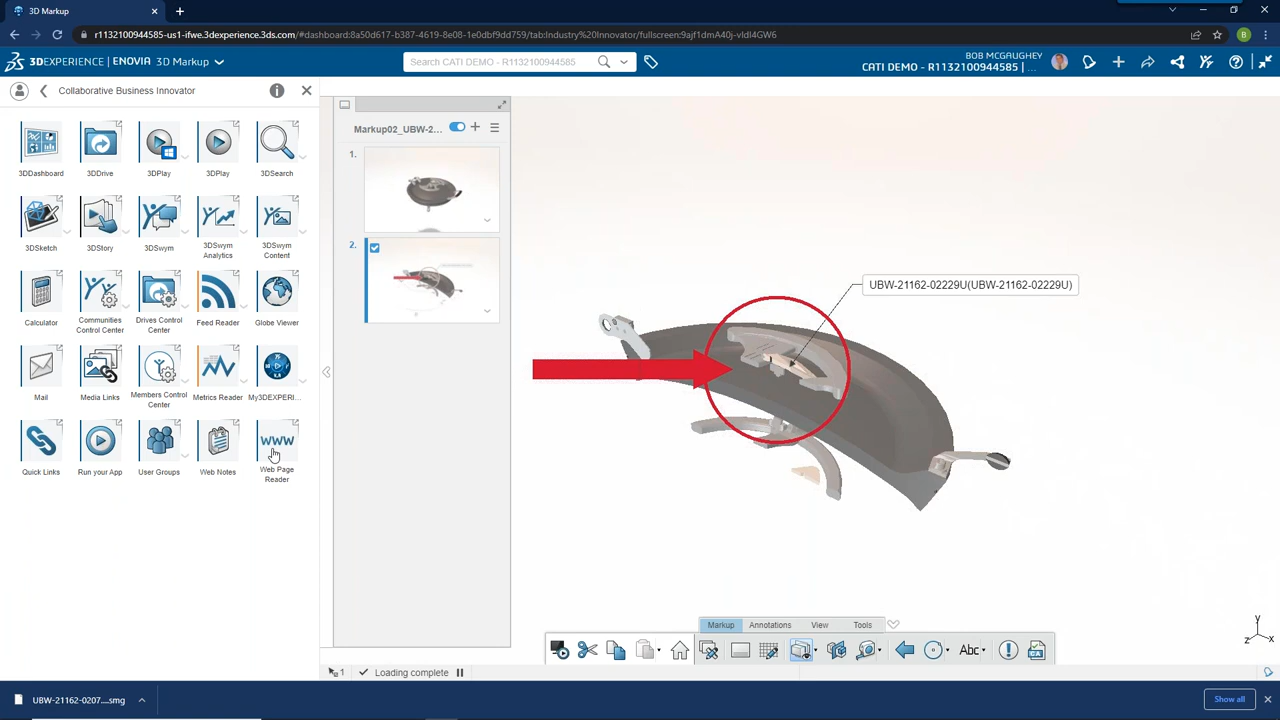 3D Markup
r1132100944585-us1-ifwe.3dexperience.3ds.com/#dashboard:8a50d617-b387-4619-8e08-1e0dbf9dd759/tab:Industry%20Innovator/fullscreen:9ajf1dmA40j-vIdl4GW6
B
3DEXPERIENCE | ENOVIA 3D Markup
Search CATI DEMO - R1132100944585
BOB MCGAUGHEY
CATI DEMO - R1132100944585 | ...
Collaborative Business Innovator
3DDashboard
3DDrive
3DPlay
3DPlay
3DSearch
3DSketch
3DStory
3DSwym
3DSwym Analytics
3DSwym Content
Calculator
Communities Control Center
Drives Control Center
Feed Reader
Globe Viewer
Mail
Media Links
Members Control Center
Metrics Reader
My3DEXPERI...
Quick Links
Run your App
User Groups
Web Notes
WWW
Web Page Reader
Markup02_UBW-2...
1.
2.
UBW-21162-02229U(UBW-21162-02229U)
Y
Z
X
Markup
Annotations
View
Tools
Abc
1
Loading complete
UBW-21162-0207....smg
Show all